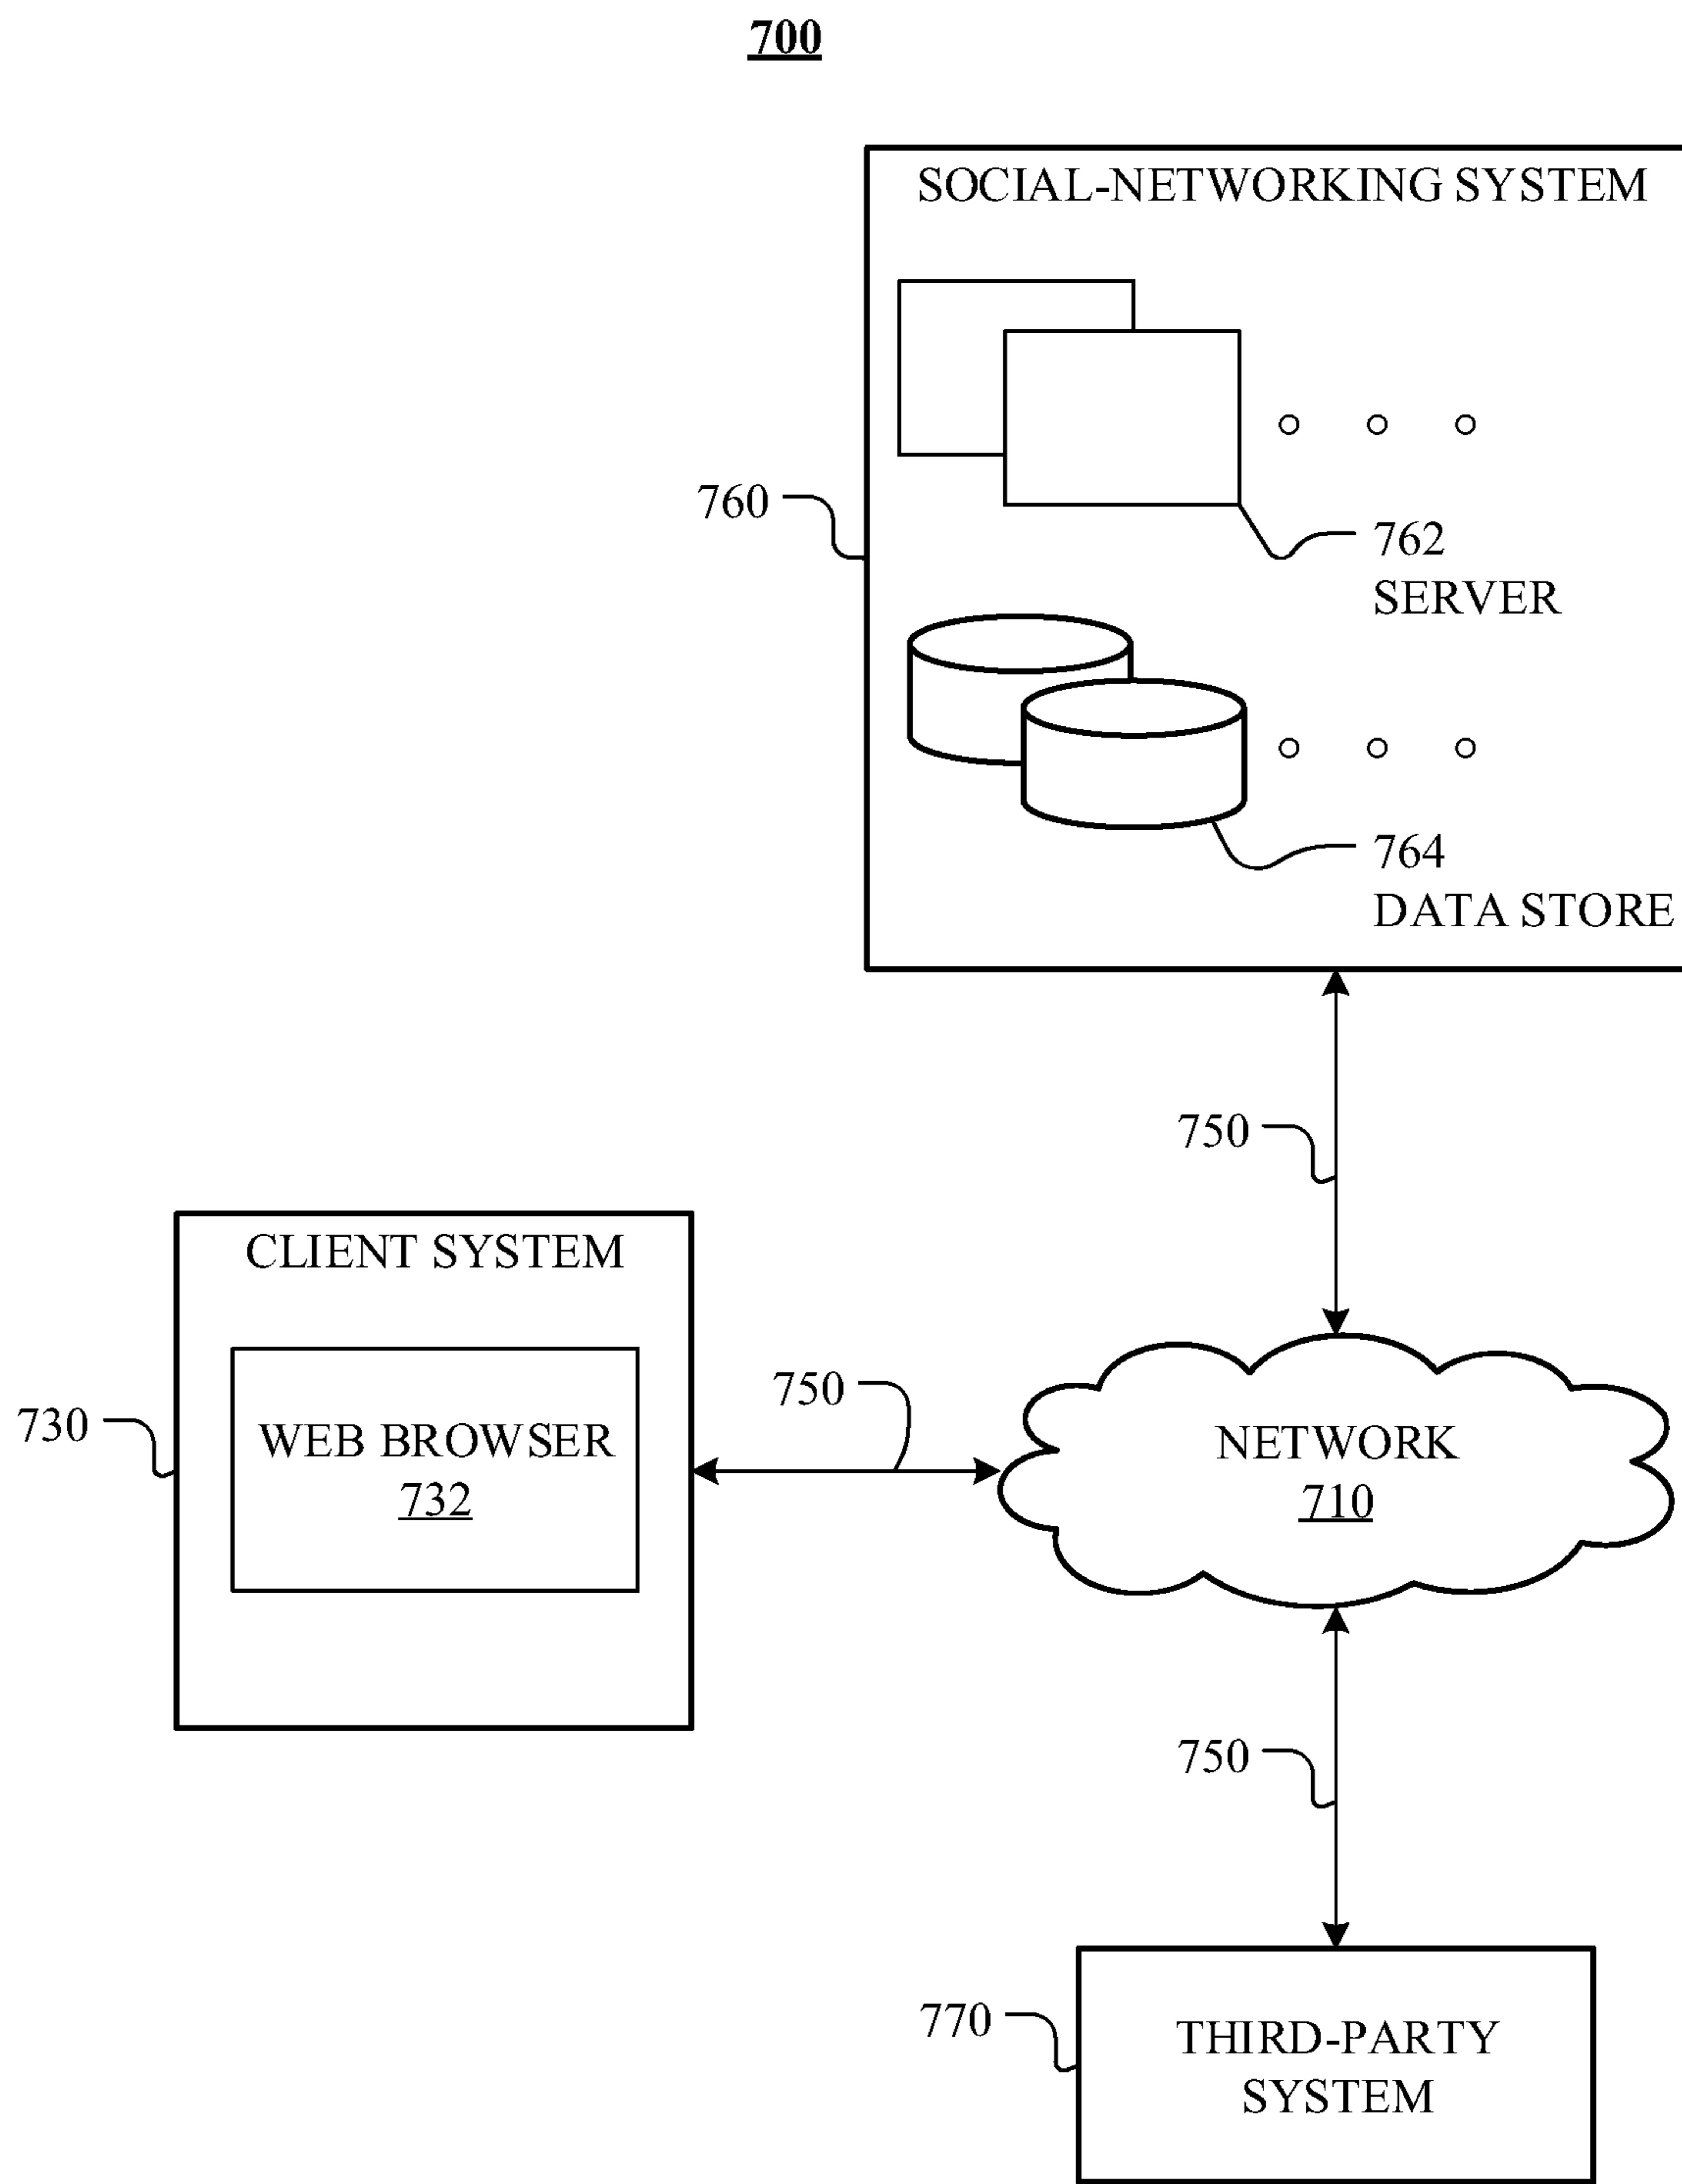 700
SOCIAL-NETWORKING SYSTEM
760
762
SERVER
764
DATA STORE
750
CLIENT SYSTEM
730
WEB BROWSER
732
750
NETWORK
710
750
770
THIRD-PARTY
SYSTEM